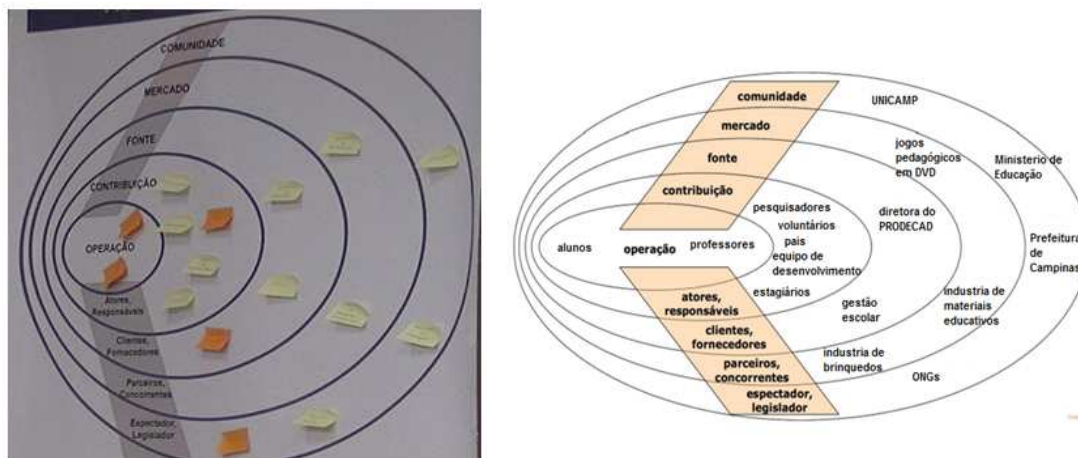 COMUNIDADE
MERCADO
FONTE
CONTRIBUIÇÃO
OPERAÇÃO
Atores,
Responsáveis
Clientes,
Fornecedores
Parceiros,
Concorrentes
Espectador,
Legislador
comunidade
UNICAMP
mercado
jogos
pedagógicos
em DVD
Ministerio de
Educação
fonte
contribuição
pesquisadores
voluntários
diretora do
PRODECAD
alunos
operação
professores
pais
equipo de
desenvolvimento
Prefeitura
de
Campinas
estagiários
atores,
responsáveis
gestão
escolar
industria de
materiais
educativos
clientes,
fornecedores
parceiros,
concorrentes
industria de
brinquedos
espectador,
legislador
ONGs